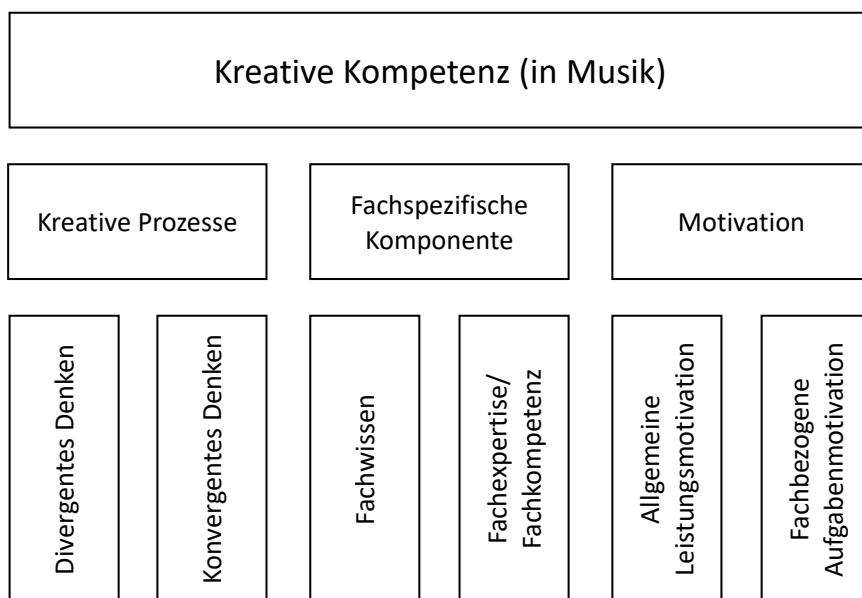 Kreative Kompetenz (in Musik)
Kreative Prozesse
Fachspezifische
Komponente
Motivation
Divergentes Denken
Konvergentes Denken
Fachwissen
Fachexpertise/
Fachkompetenz
Allgemeine
Leistungsmotivation
Fachbezogene
Aufgabenmotivation